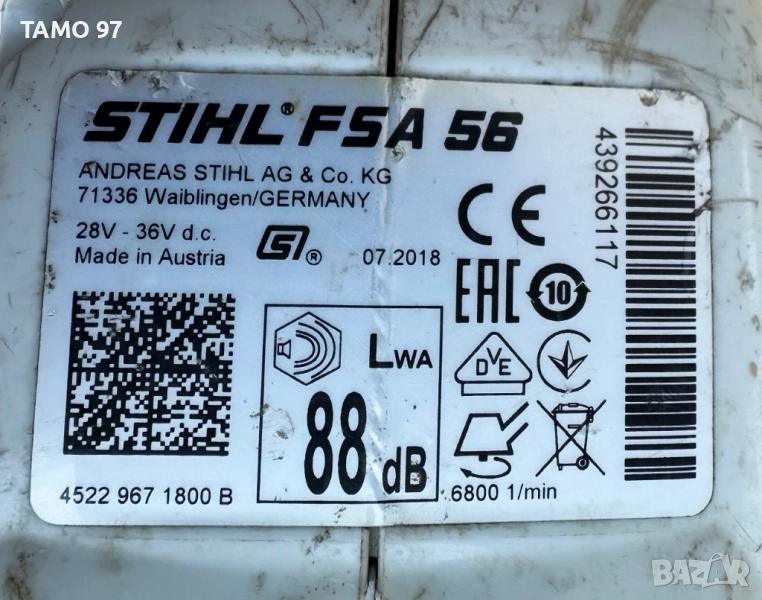 TAMO 97
STIHL® FSA 56
ANDREAS STIHL AG & Co. KG
71336 Waiblingen/GERMANY
28V - 36V d.c.
Made in Austria
S®
07.2018
CE
EAC
10
439266117
LWA
88 dB
DVE
4522 967 1800 B
6800 1/min
BAZAR